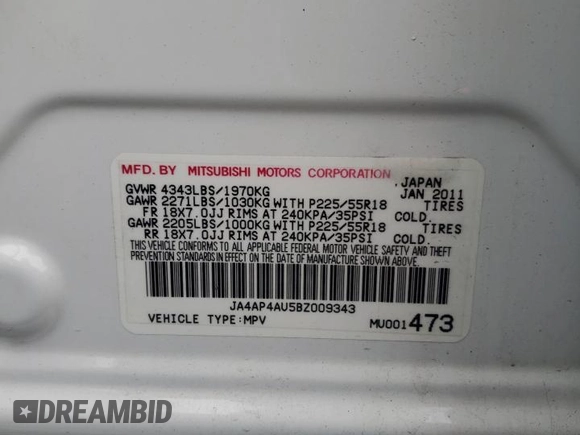 MFD. BY MITSUBISHI MOTORS CORPORATION JAPAN
GVWR 4343LBS/1970KG JAN 2011
GAWR 2271LBS/1030KG WITH P225/55R18 TIRES
FR 18X7.0JJ RIMS AT 240KPA/35PSI COLD.
GAWR 2205LBS/1000KG WITH P225/55R18 TIRES
RR 18X7.0JJ RIMS AT 240KPA/35PSI COLD.
THIS VEHICLE CONFORMS TO ALL APPLICABLE FEDERAL MOTOR VEHICLE SAFETY AND THEFT
PREVENTION STANDARDS IN EFFECT ON THE DATE OF MANUFACTURE SHOWN ABOVE.
JA4AP4AU5BZ009343
VEHICLE TYPE:MPV MU001473
DREAMBID